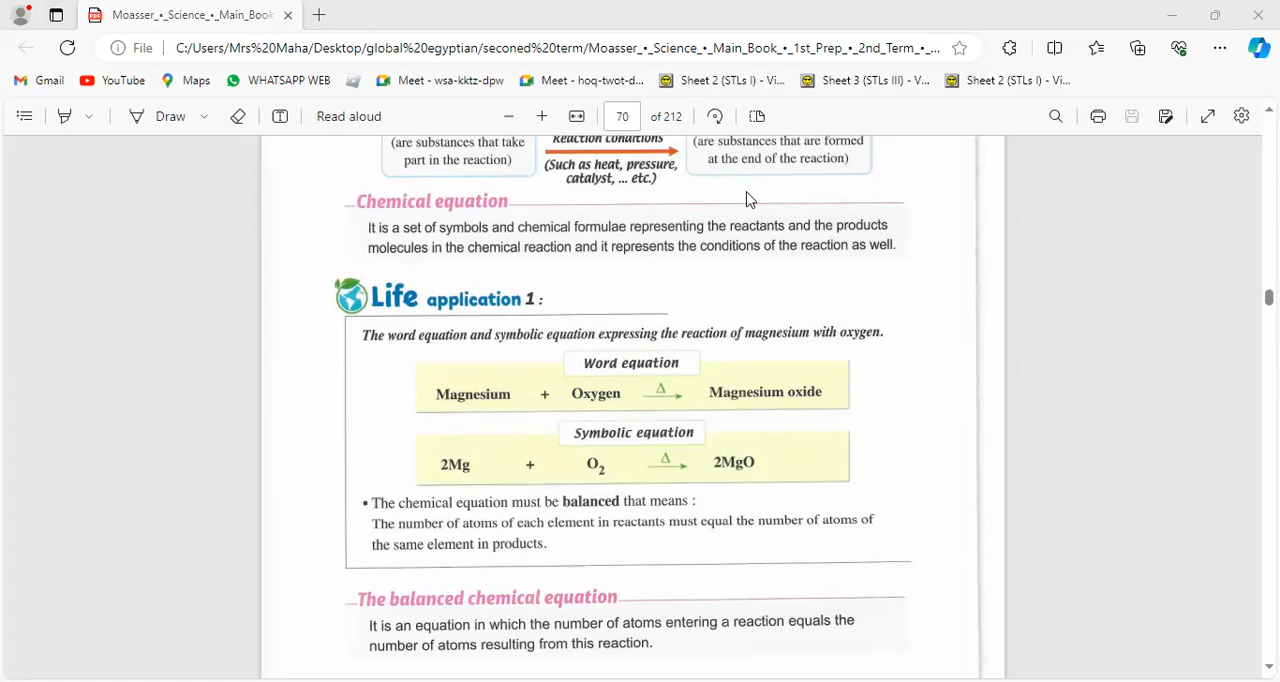 Moasser_•_Science_•_Main_Book
File
C:/Users/Mrs%20Maha/Desktop/global%20egyptian/seconed%20term/Moasser_•_Science_•_Main_Book_•_1st_Prep_•_2nd_Term_•_...
Gmail YouTube Maps WHATSAPP WEB Meet - wsa-kktz-dpw Meet - hoq-twot-d... Sheet 2 (STLs I) - Vi... Sheet 3 (STLs III) - V... Sheet 2 (STLs I) - Vi...
Draw Read aloud 70 of 212
(are substances that take
part in the reaction)
Reaction conditions
(Such as heat, pressure,
catalyst, ... etc.)
(are substances that are formed
at the end of the reaction)
Chemical equation
It is a set of symbols and chemical formulae representing the reactants and the products
molecules in the chemical reaction and it represents the conditions of the reaction as well.
Life application 1 :
The word equation and symbolic equation expressing the reaction of magnesium with oxygen.
Word equation
Magnesium + Oxygen Δ→ Magnesium oxide
Symbolic equation
2Mg + O₂ Δ→ 2MgO
• The chemical equation must be balanced that means :
The number of atoms of each element in reactants must equal the number of atoms of
the same element in products.
The balanced chemical equation
It is an equation in which the number of atoms entering a reaction equals the
number of atoms resulting from this reaction.